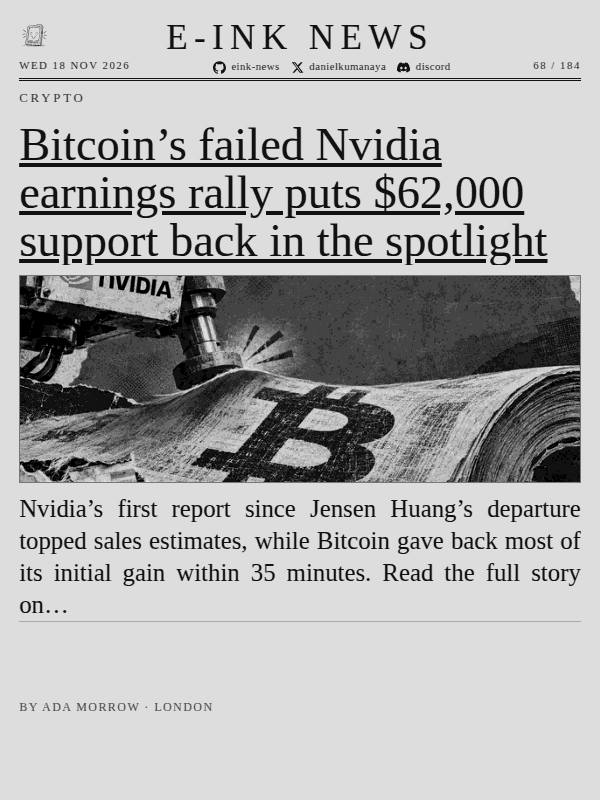 E-INK NEWS
WED 18 NOV 2026
eink-news
danielkumanaya
discord
68 / 184
CRYPTO
Bitcoin’s failed Nvidia
earnings rally puts $62,000
support back in the spotlight
NVIDIA
Nvidia’s first report since Jensen Huang’s departure
topped sales estimates, while Bitcoin gave back most of
its initial gain within 35 minutes. Read the full story
on…
BY ADA MORROW · LONDON